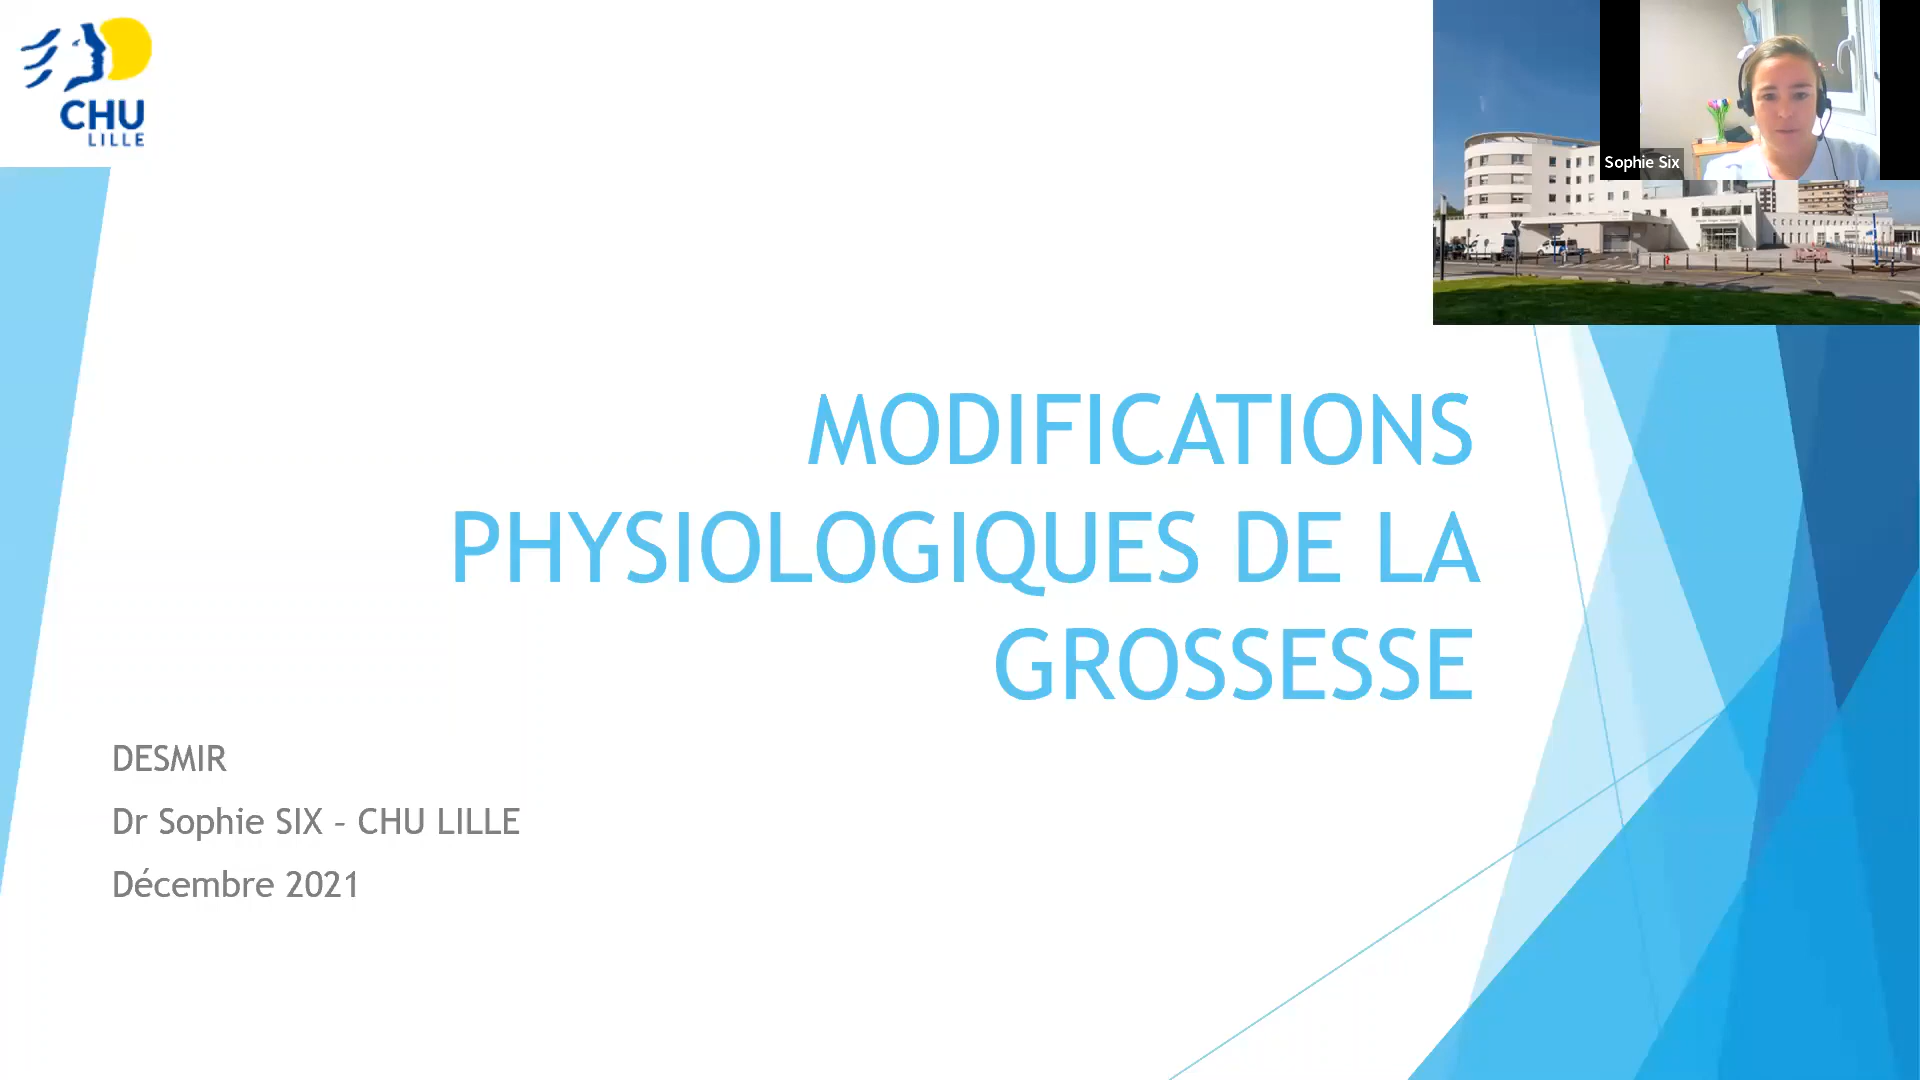 CHU
LILLE
Sophie Six
MODIFICATIONS
PHYSIOLOGIQUES DE LA
GROSSESSE
DESMIR
Dr Sophie SIX – CHU LILLE
Décembre 2021